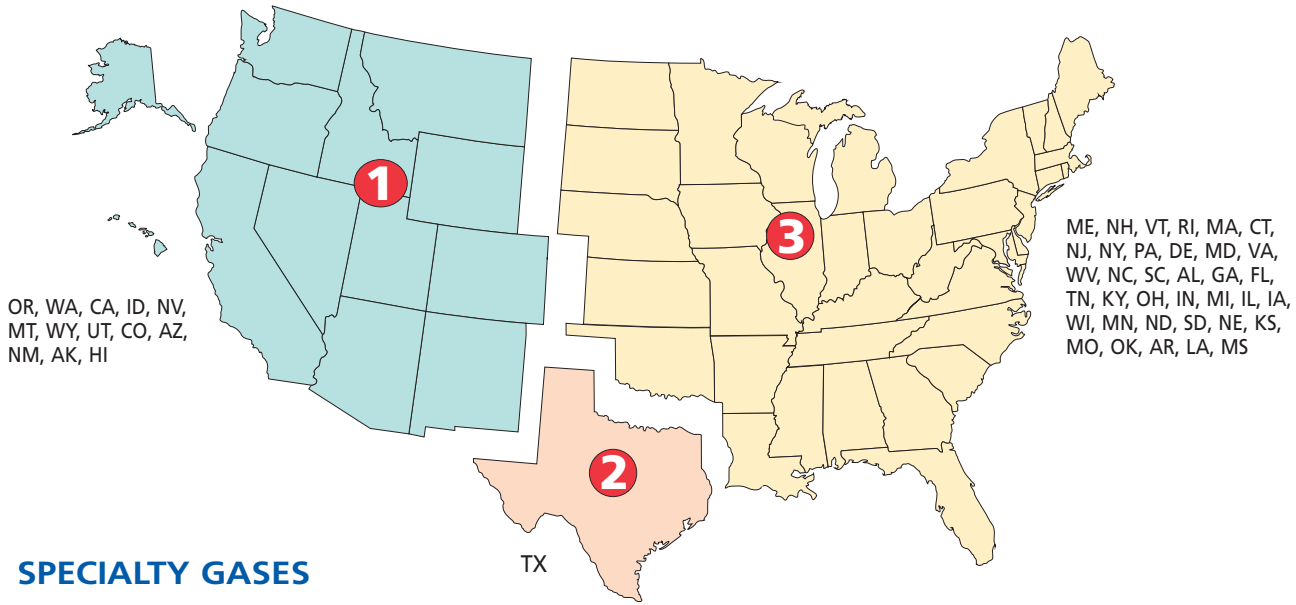 1
3
ME, NH, VT, RI, MA, CT,
NJ, NY, PA, DE, MD, VA,
WV, NC, SC, AL, GA, FL,
TN, KY, OH, IN, MI, IL, IA,
WI, MN, ND, SD, NE, KS,
MO, OK, AR, LA, MS
OR, WA, CA, ID, NV,
MT, WY, UT, CO, AZ,
NM, AK, HI
2
TX
SPECIALTY GASES